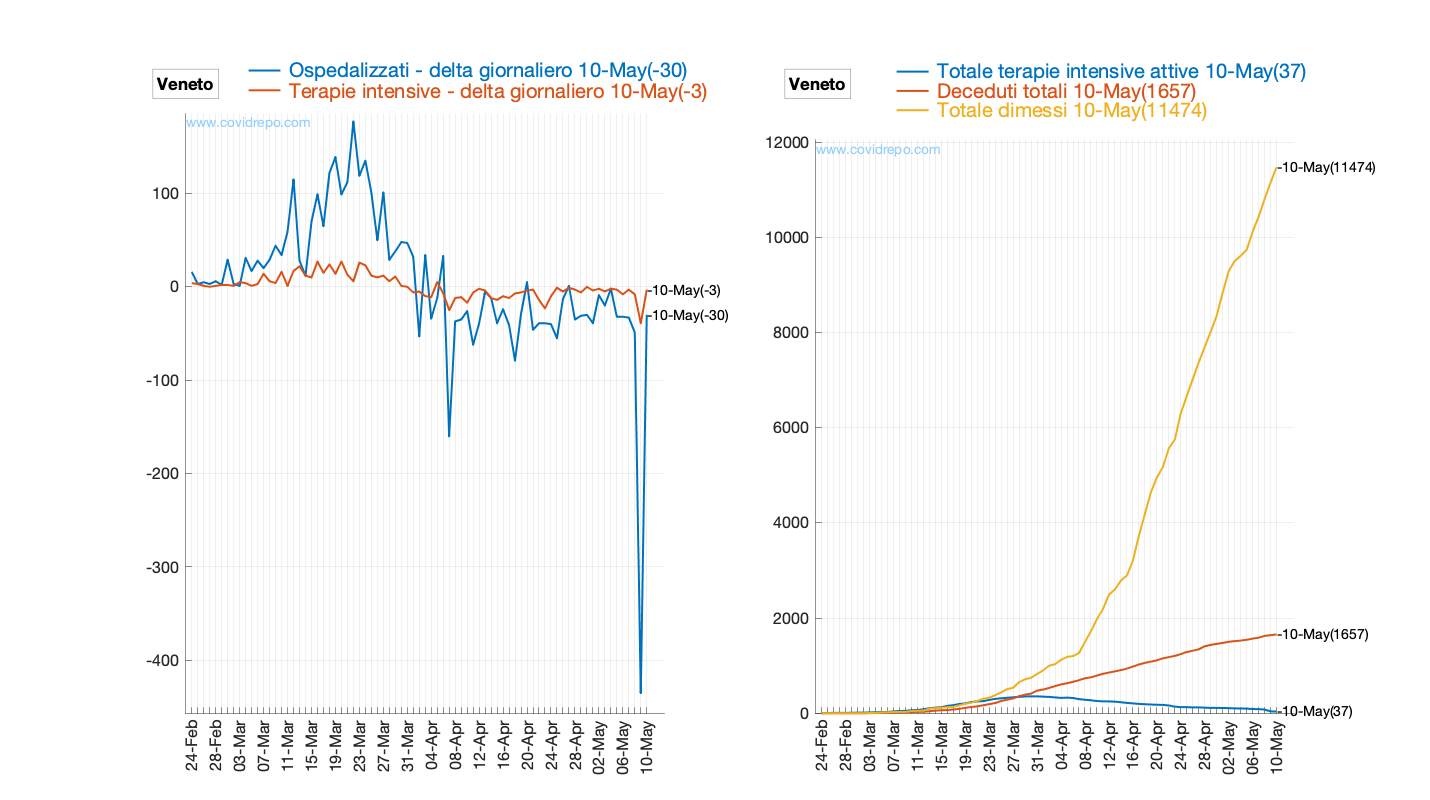 Veneto
Ospedalizzati - delta giornaliero 10-May(-30)
Terapie intensive - delta giornaliero 10-May(-3)
www.covidrepo.com
100
0
-100
-200
-300
-400
10-May(-3)
10-May(-30)
24-Feb
28-Feb
03-Mar
07-Mar
11-Mar
15-Mar
19-Mar
23-Mar
27-Mar
31-Mar
04-Apr
08-Apr
12-Apr
16-Apr
20-Apr
24-Apr
28-Apr
02-May
06-May
10-May
Veneto
Totale terapie intensive attive 10-May(37)
Deceduti totali 10-May(1657)
Totale dimessi 10-May(11474)
www.covidrepo.com
12000
10000
8000
6000
4000
2000
0
10-May(11474)
10-May(1657)
10-May(37)
24-Feb
28-Feb
03-Mar
07-Mar
11-Mar
15-Mar
19-Mar
23-Mar
27-Mar
31-Mar
04-Apr
08-Apr
12-Apr
16-Apr
20-Apr
24-Apr
28-Apr
02-May
06-May
10-May